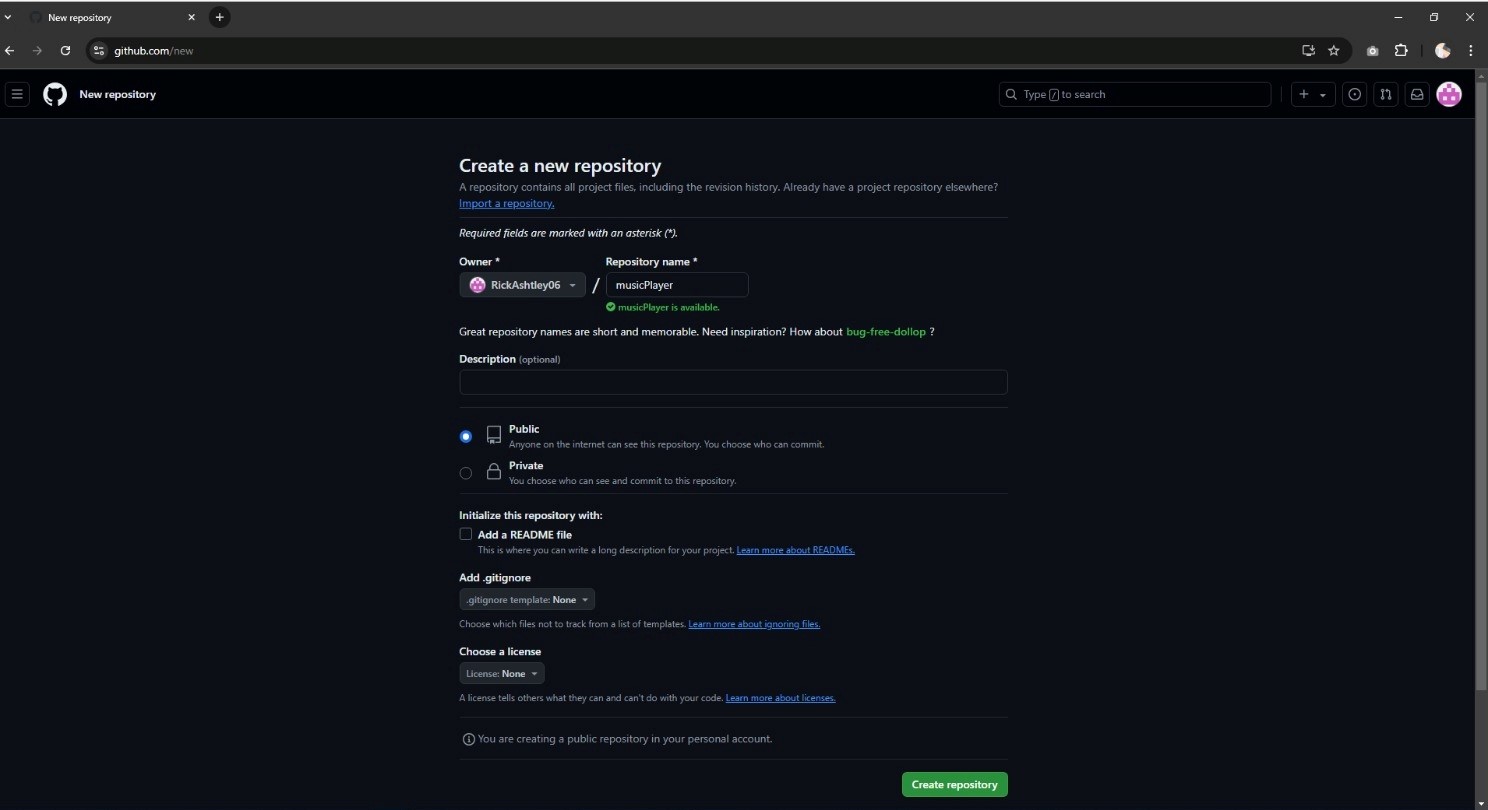 New repository
github.com/new
New repository
Type / to search
Create a new repository
A repository contains all project files, including the revision history. Already have a project repository elsewhere?
Import a repository.
Required fields are marked with an asterisk (*).
Owner * Repository name *
RickAshtley06 / musicPlayer
musicPlayer is available.
Great repository names are short and memorable. Need inspiration? How about bug-free-dollop ?
Description (optional)
Public
Anyone on the internet can see this repository. You choose who can commit.
Private
You choose who can see and commit to this repository.
Initialize this repository with:
Add a README file
This is where you can write a long description for your project. Learn more about READMEs.
Add .gitignore
.gitignore template: None
Choose which files not to track from a list of templates. Learn more about ignoring files.
Choose a license
License: None
A license tells others what they can and can't do with your code. Learn more about licenses.
You are creating a public repository in your personal account.
Create repository